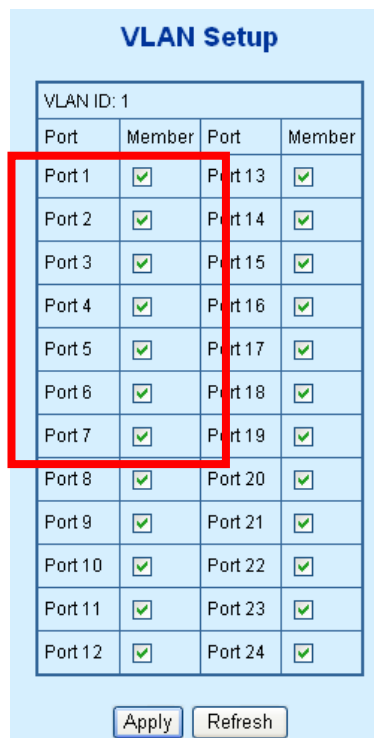 VLAN Setup
VLAN ID: 1
Port Member Port Member
Port 1 Port 13
Port 2 Port 14
Port 3 Port 15
Port 4 Port 16
Port 5 Port 17
Port 6 Port 18
Port 7 Port 19
Port 8 Port 20
Port 9 Port 21
Port 10 Port 22
Port 11 Port 23
Port 12 Port 24
Apply Refresh